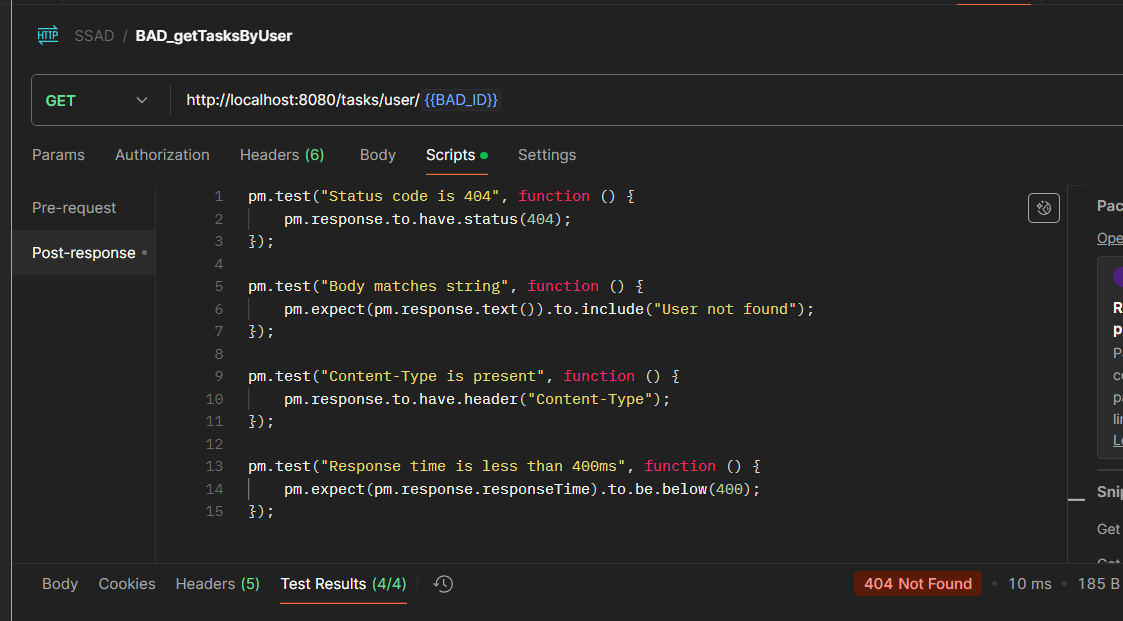 HTTP SSAD / BAD_getTasksByUser
GET http://localhost:8080/tasks/user/ {{BAD_ID}}
Params Authorization Headers (6) Body Scripts Settings
Pre-request
Post-response
1 pm.test("Status code is 404", function () {
2 pm.response.to.have.status(404);
3 });
4
5 pm.test("Body matches string", function () {
6 pm.expect(pm.response.text()).to.include("User not found");
7 });
8
9 pm.test("Content-Type is present", function () {
10 pm.response.to.have.header("Content-Type");
11 });
12
13 pm.test("Response time is less than 400ms", function () {
14 pm.expect(pm.response.responseTime).to.be.below(400);
15 });
Pac
Ope
R
p
P
c
p
li
L
Snip
Get
Body Cookies Headers (5) Test Results (4/4) 404 Not Found • 10 ms • 185 B